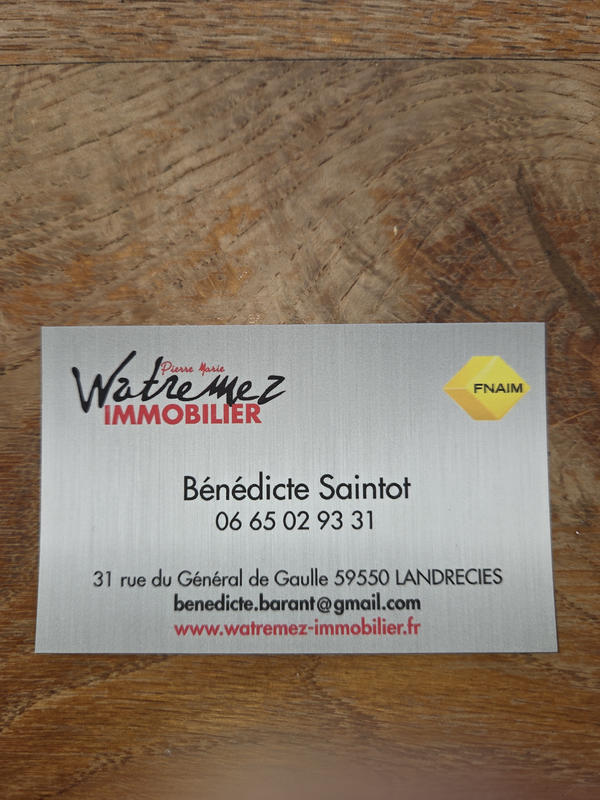 Pierre Marie
Watremez
IMMOBILIER
FNAIM
Bénédicte Saintot
06 65 02 93 31
31 rue du Général de Gaulle 59550 LANDRECIES
benedicte.barant@gmail.com
www.watremez-immobilier.fr